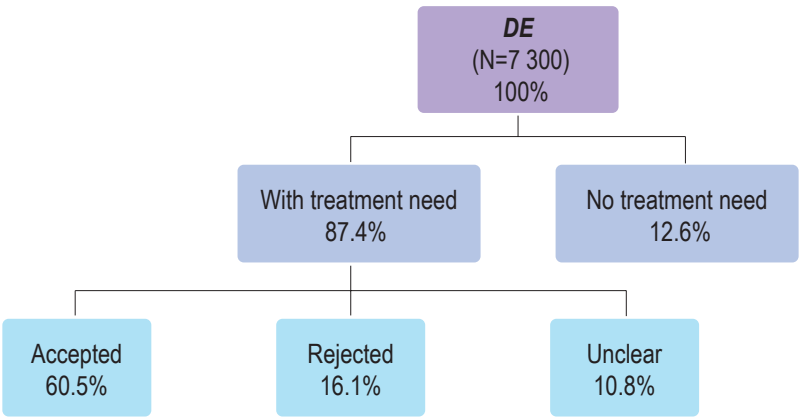 DE
(N=7 300)
100%
With treatment need
87.4%
No treatment need
12.6%
Accepted
60.5%
Rejected
16.1%
Unclear
10.8%